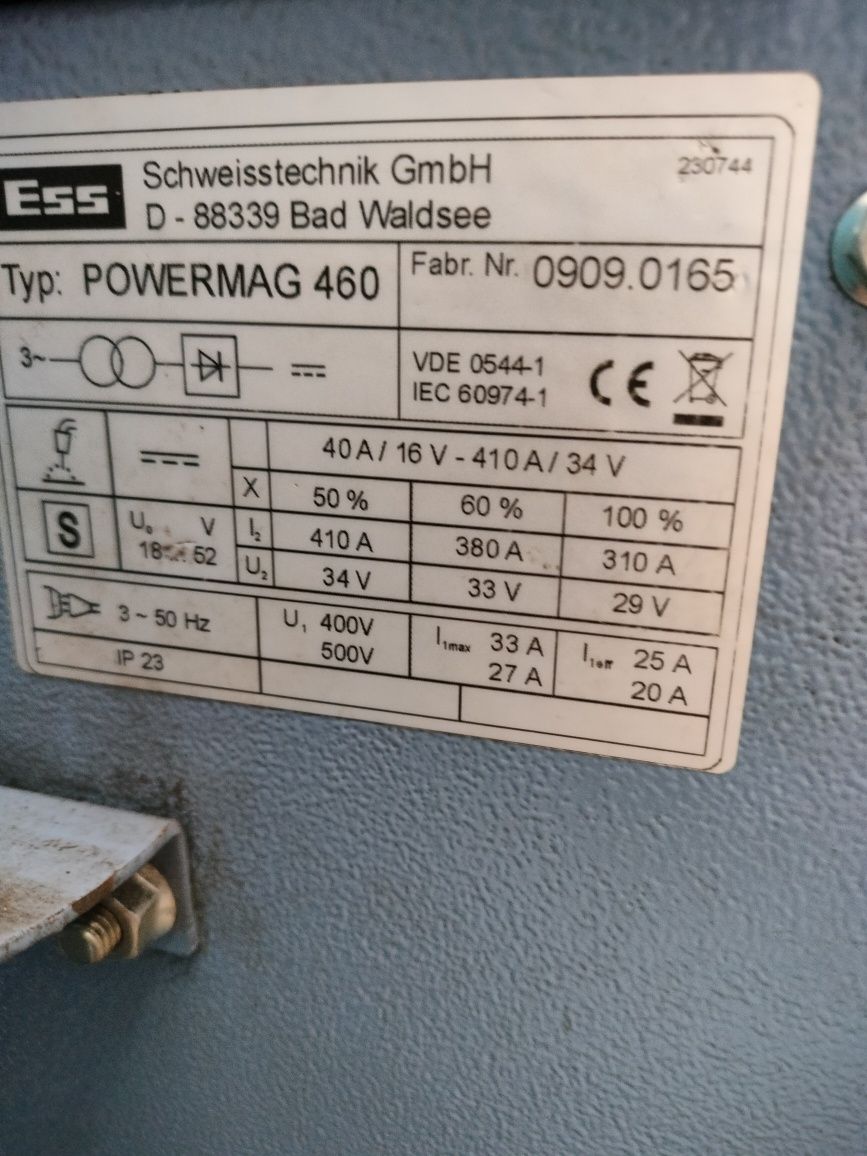 Ess
Schweisstechnik GmbH
D - 88339 Bad Waldsee
230744
Typ: POWERMAG 460
Fabr. Nr. 0909.0165
3~
VDE 0544-1
IEC 60974-1
CE
40 A / 16 V - 410 A / 34 V
X 50 % 60 % 100 %
S
U₀ V
18 52
I₂ 410 A 380 A 310 A
U₂ 34 V 33 V 29 V
3 ~ 50 Hz
U₁ 400V
500V
I₁max 33 A
27 A
I₁eff 25 A
20 A
IP 23